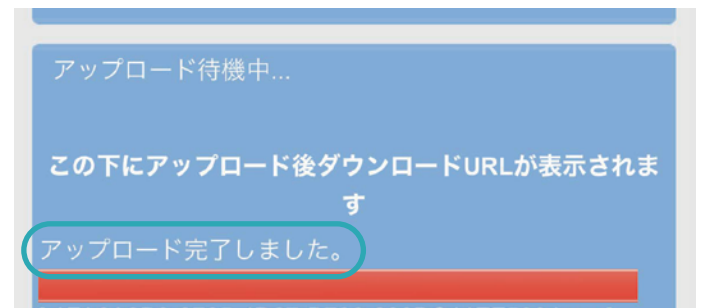 アップロード待機中...
この下にアップロード後ダウンロードURLが表示されま
す
アップロード完了しました。